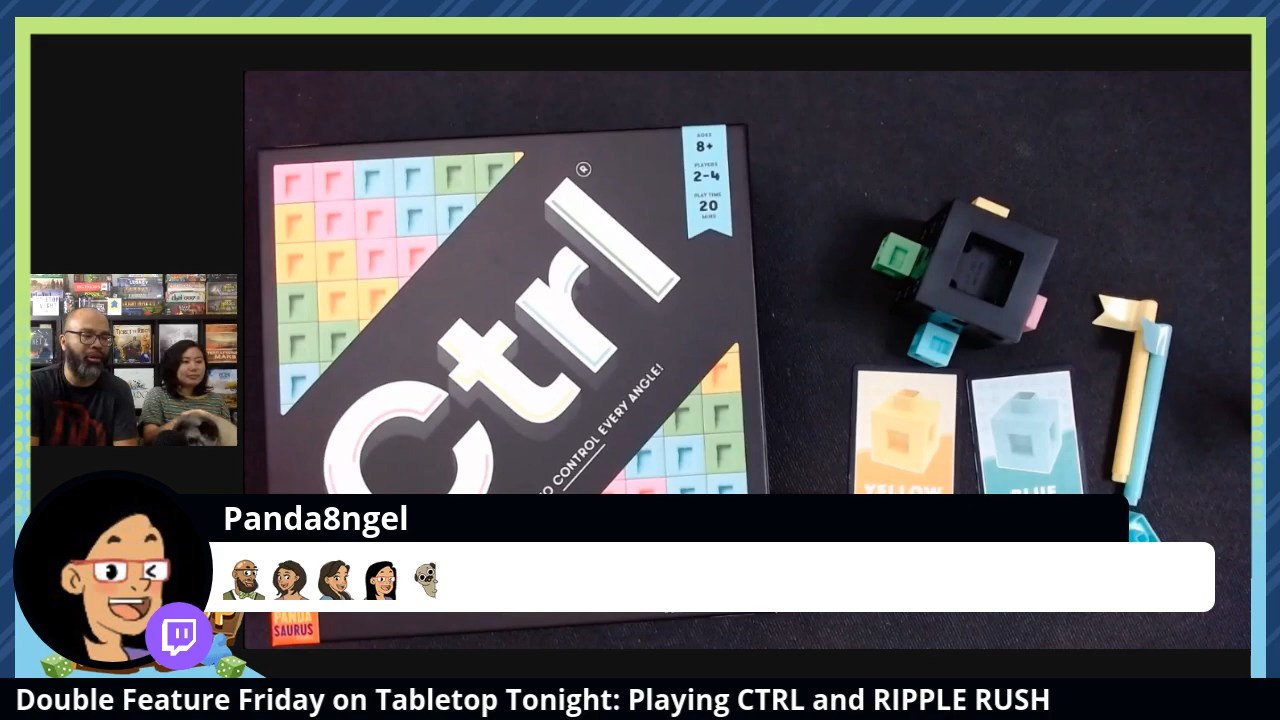 AGES
8+
PLAYERS
2-4
PLAY TIME
20
MINS
®
Ctrl
CONTROL EVERY ANGLE!
YELLOW
BLUE
Panda8ngel
PANDA
SAURUS
Double Feature Friday on Tabletop Tonight: Playing CTRL and RIPPLE RUSH